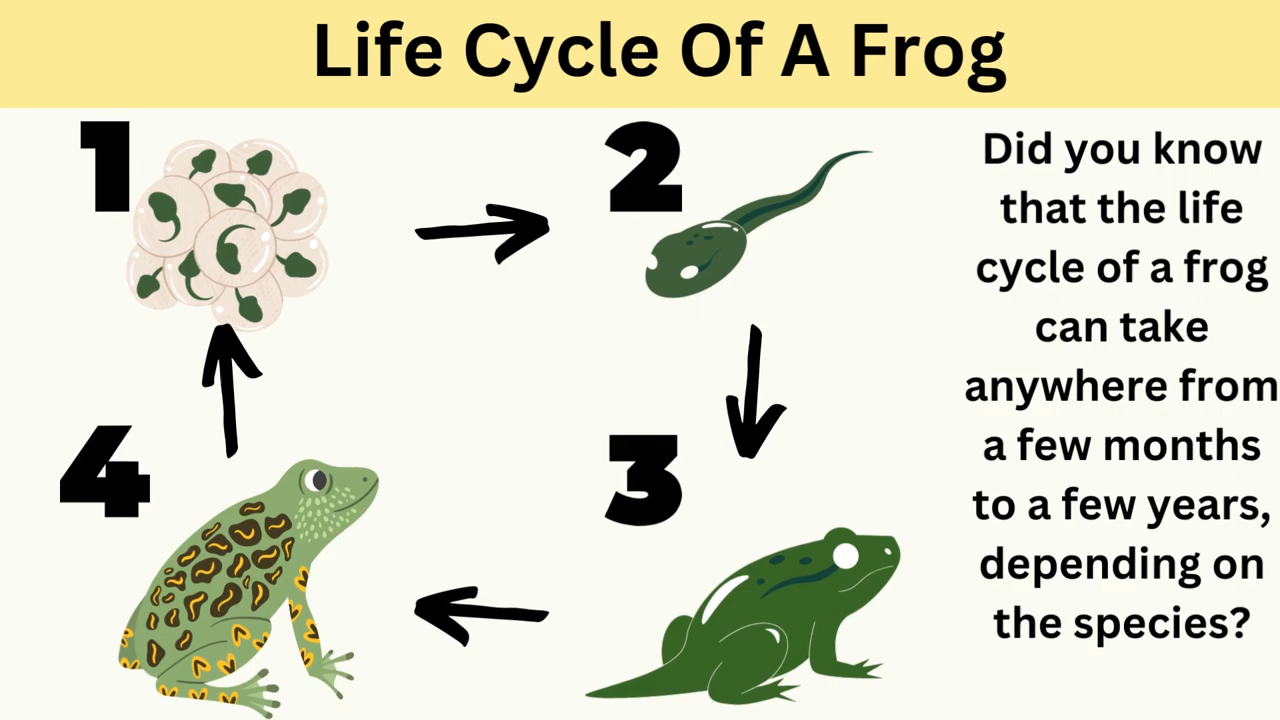 Life Cycle Of A Frog
1
2
3
4
Did you know
that the life
cycle of a frog
can take
anywhere from
a few months
to a few years,
depending on
the species?